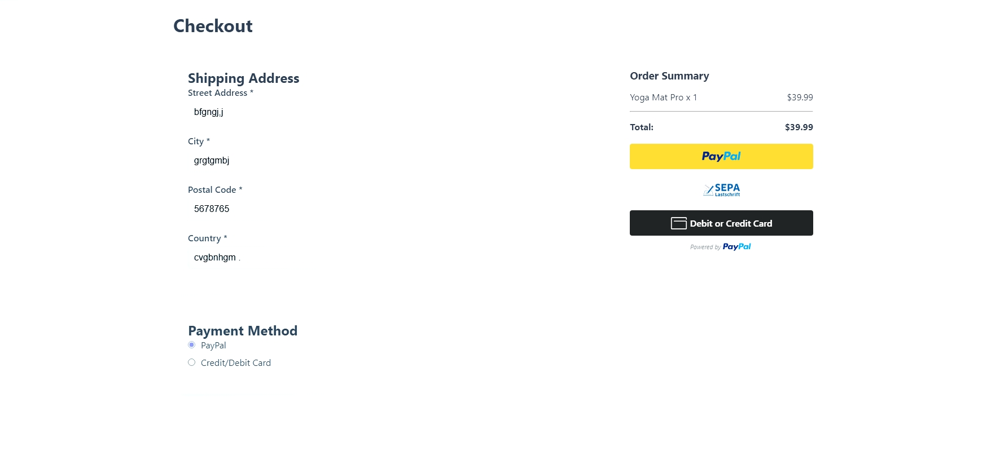 Checkout
Shipping Address
Street Address *
bfgngj,j
City *
grgtgmbj
Postal Code *
5678765
Country *
cvgbnhgm .
Payment Method
PayPal
Credit/Debit Card
Order Summary
Yoga Mat Pro x 1 $39.99
Total: $39.99
PayPal
SEPA
Lastschrift
Debit or Credit Card
Powered by PayPal